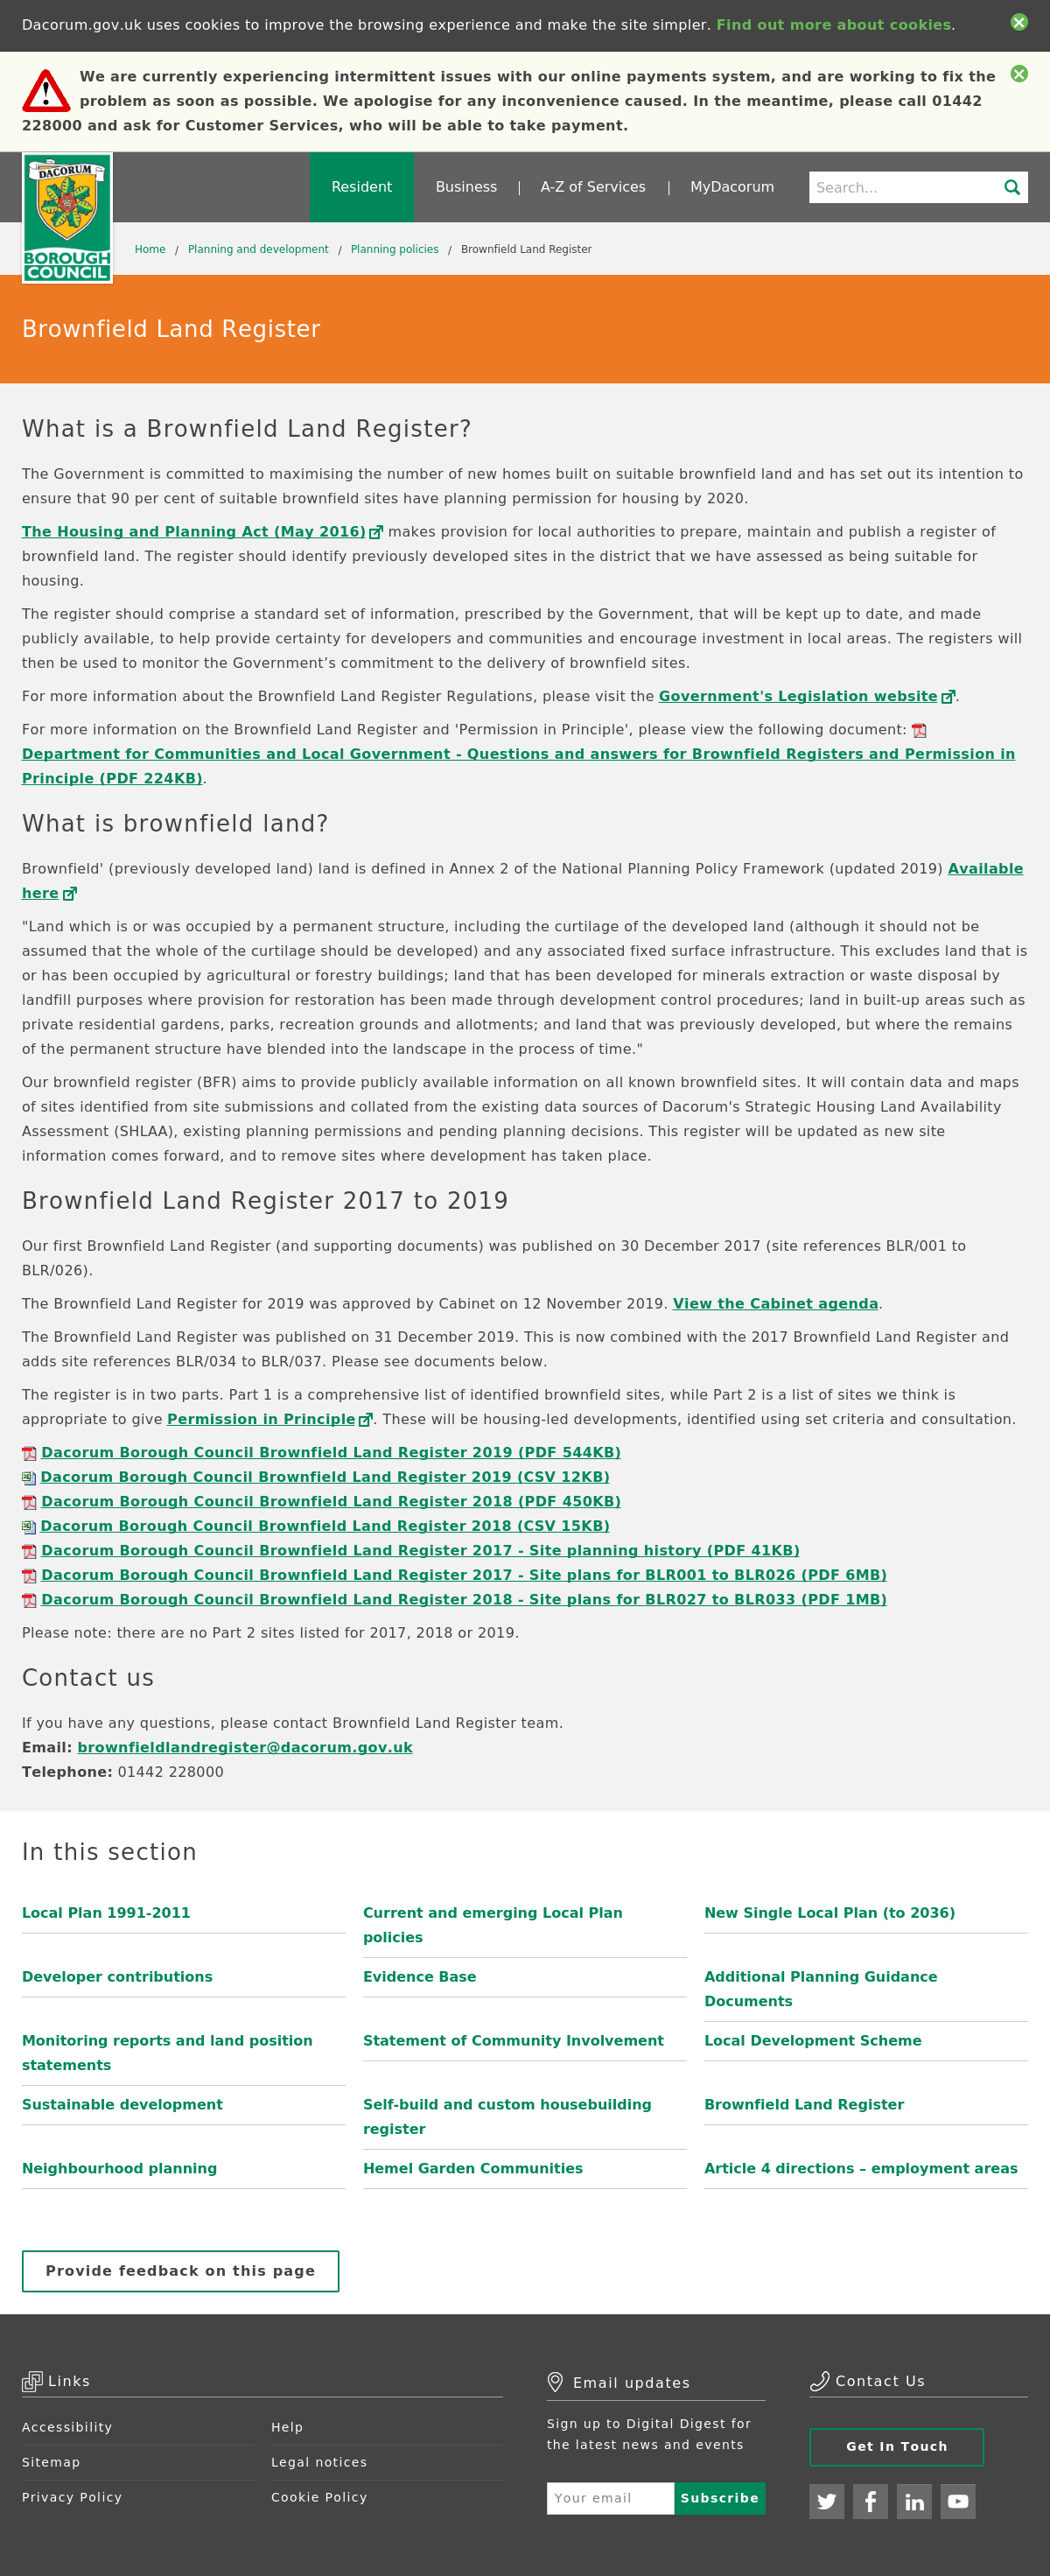 Dacorum.gov.uk uses cookies to improve the browsing experience and make the site simpler. Find out more about cookies.
We are currently experiencing intermittent issues with our online payments system, and are working to fix the
problem as soon as possible. We apologise for any inconvenience caused. In the meantime, please call 01442
228000 and ask for Customer Services, who will be able to take payment.
DACORUM
BOROUGH
COUNCIL
Resident
Business
A-Z of Services
MyDacorum
Search...
Home / Planning and development / Planning policies / Brownfield Land Register
Brownfield Land Register
What is a Brownfield Land Register?
The Government is committed to maximising the number of new homes built on suitable brownfield land and has set out its intention to
ensure that 90 per cent of suitable brownfield sites have planning permission for housing by 2020.
The Housing and Planning Act (May 2016) makes provision for local authorities to prepare, maintain and publish a register of
brownfield land. The register should identify previously developed sites in the district that we have assessed as being suitable for
housing.
The register should comprise a standard set of information, prescribed by the Government, that will be kept up to date, and made
publicly available, to help provide certainty for developers and communities and encourage investment in local areas. The registers will
then be used to monitor the Government’s commitment to the delivery of brownfield sites.
For more information about the Brownfield Land Register Regulations, please visit the Government's Legislation website.
For more information on the Brownfield Land Register and 'Permission in Principle', please view the following document:
Department for Communities and Local Government - Questions and answers for Brownfield Registers and Permission in
Principle (PDF 224KB).
What is brownfield land?
Brownfield' (previously developed land) land is defined in Annex 2 of the National Planning Policy Framework (updated 2019) Available
here
"Land which is or was occupied by a permanent structure, including the curtilage of the developed land (although it should not be
assumed that the whole of the curtilage should be developed) and any associated fixed surface infrastructure. This excludes land that is
or has been occupied by agricultural or forestry buildings; land that has been developed for minerals extraction or waste disposal by
landfill purposes where provision for restoration has been made through development control procedures; land in built-up areas such as
private residential gardens, parks, recreation grounds and allotments; and land that was previously developed, but where the remains
of the permanent structure have blended into the landscape in the process of time."
Our brownfield register (BFR) aims to provide publicly available information on all known brownfield sites. It will contain data and maps
of sites identified from site submissions and collated from the existing data sources of Dacorum's Strategic Housing Land Availability
Assessment (SHLAA), existing planning permissions and pending planning decisions. This register will be updated as new site
information comes forward, and to remove sites where development has taken place.
Brownfield Land Register 2017 to 2019
Our first Brownfield Land Register (and supporting documents) was published on 30 December 2017 (site references BLR/001 to
BLR/026).
The Brownfield Land Register for 2019 was approved by Cabinet on 12 November 2019. View the Cabinet agenda.
The Brownfield Land Register was published on 31 December 2019. This is now combined with the 2017 Brownfield Land Register and
adds site references BLR/034 to BLR/037. Please see documents below.
The register is in two parts. Part 1 is a comprehensive list of identified brownfield sites, while Part 2 is a list of sites we think is
appropriate to give Permission in Principle. These will be housing-led developments, identified using set criteria and consultation.
Dacorum Borough Council Brownfield Land Register 2019 (PDF 544KB)
Dacorum Borough Council Brownfield Land Register 2019 (CSV 12KB)
Dacorum Borough Council Brownfield Land Register 2018 (PDF 450KB)
Dacorum Borough Council Brownfield Land Register 2018 (CSV 15KB)
Dacorum Borough Council Brownfield Land Register 2017 - Site planning history (PDF 41KB)
Dacorum Borough Council Brownfield Land Register 2017 - Site plans for BLR001 to BLR026 (PDF 6MB)
Dacorum Borough Council Brownfield Land Register 2018 - Site plans for BLR027 to BLR033 (PDF 1MB)
Please note: there are no Part 2 sites listed for 2017, 2018 or 2019.
Contact us
If you have any questions, please contact Brownfield Land Register team.
Email: brownfieldlandregister@dacorum.gov.uk
Telephone: 01442 228000
In this section
Local Plan 1991-2011
Current and emerging Local Plan
policies
New Single Local Plan (to 2036)
Developer contributions
Evidence Base
Additional Planning Guidance
Documents
Monitoring reports and land position
statements
Statement of Community Involvement
Local Development Scheme
Sustainable development
Self-build and custom housebuilding
register
Brownfield Land Register
Neighbourhood planning
Hemel Garden Communities
Article 4 directions – employment areas
Provide feedback on this page
Links
Accessibility
Help
Sitemap
Legal notices
Privacy Policy
Cookie Policy
Email updates
Sign up to Digital Digest for
the latest news and events
Your email
Subscribe
Contact Us
Get In Touch